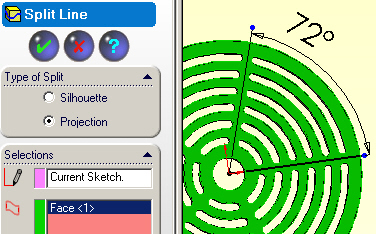 Split Line
?
Type of Split
Silhouette
Projection
Selections
Current Sketch.
Face <1>
72°